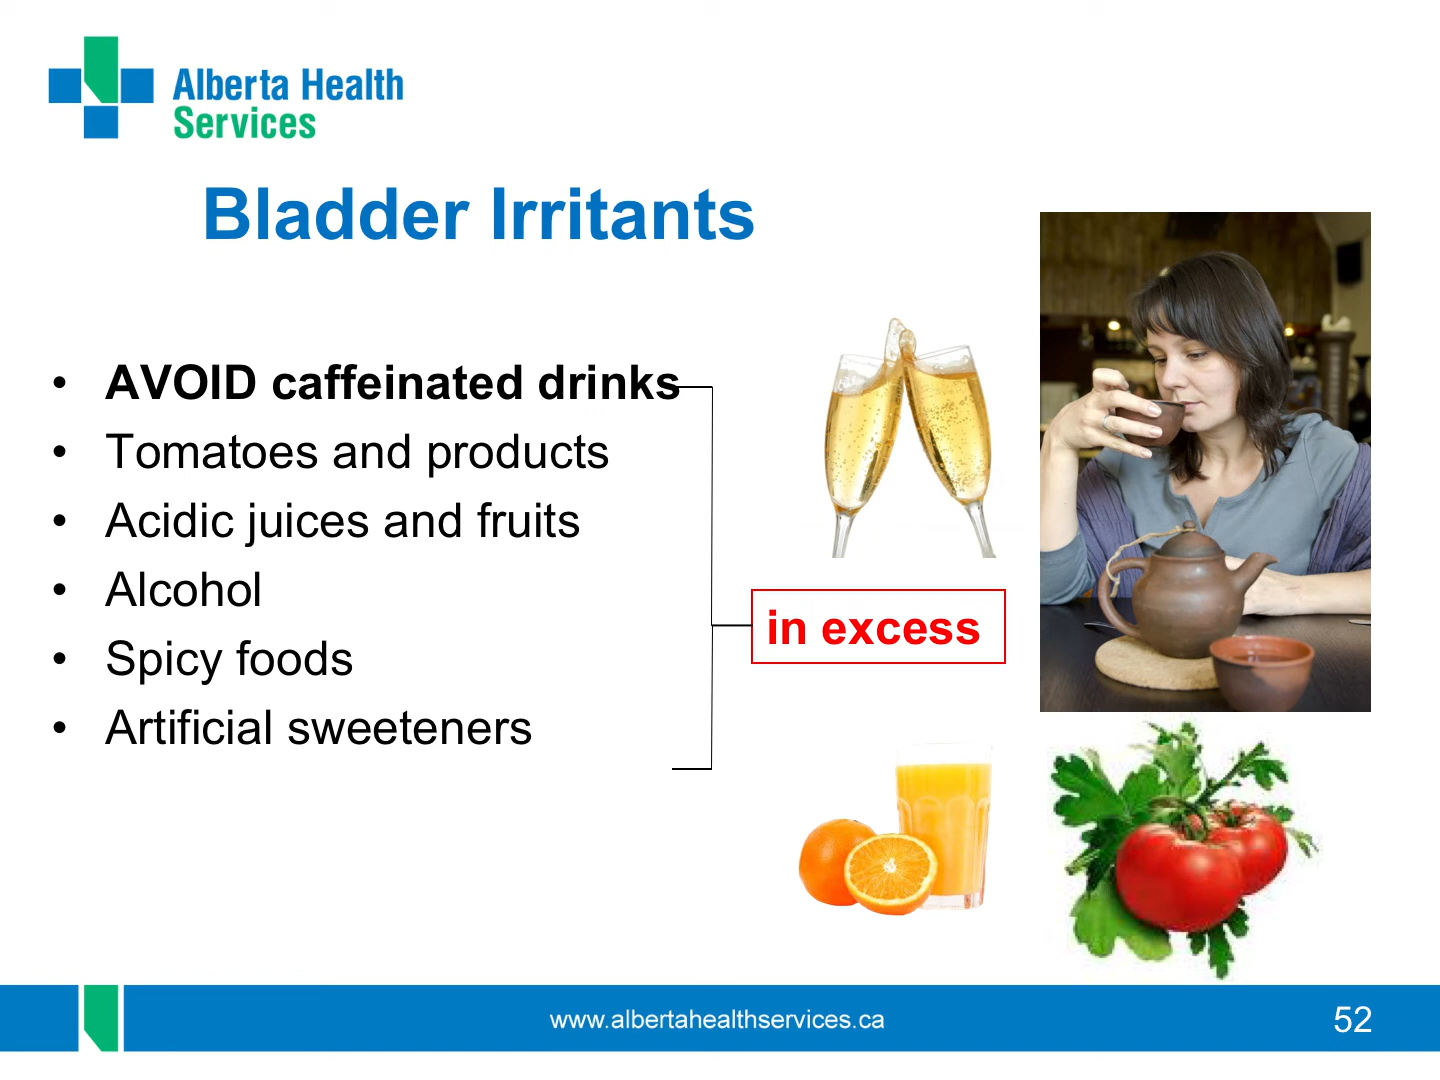 Alberta Health
Services
Bladder Irritants
• AVOID caffeinated drinks
• Tomatoes and products
• Acidic juices and fruits
• Alcohol
• Spicy foods
• Artificial sweeteners
in excess
www.albertahealthservices.ca
52